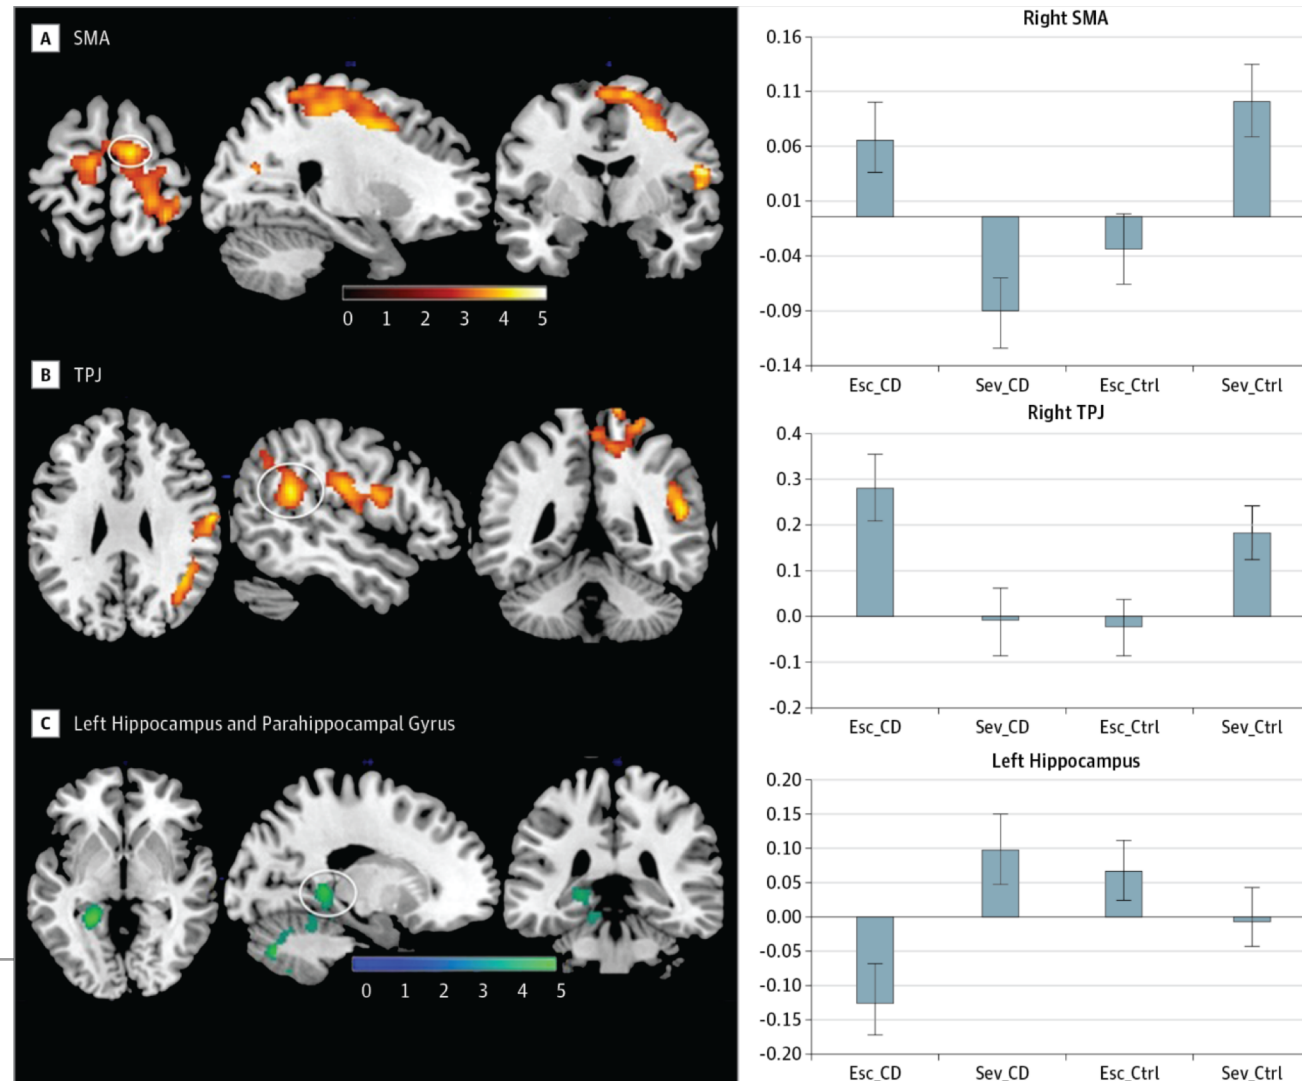 A SMA
0 1 2 3 4 5
B TPJ
C Left Hippocampus and Parahippocampal Gyrus
0 1 2 3 4 5
Right SMA
0.16
0.11
0.06
0.01
-0.04
-0.09
-0.14
Esc_CD Sev_CD Esc_Ctrl Sev_Ctrl
Right TPJ
0.4
0.3
0.2
0.1
0.0
-0.1
-0.2
Esc_CD Sev_CD Esc_Ctrl Sev_Ctrl
Left Hippocampus
0.20
0.15
0.10
0.05
0.00
-0.05
-0.10
-0.15
-0.20
Esc_CD Sev_CD Esc_Ctrl Sev_Ctrl